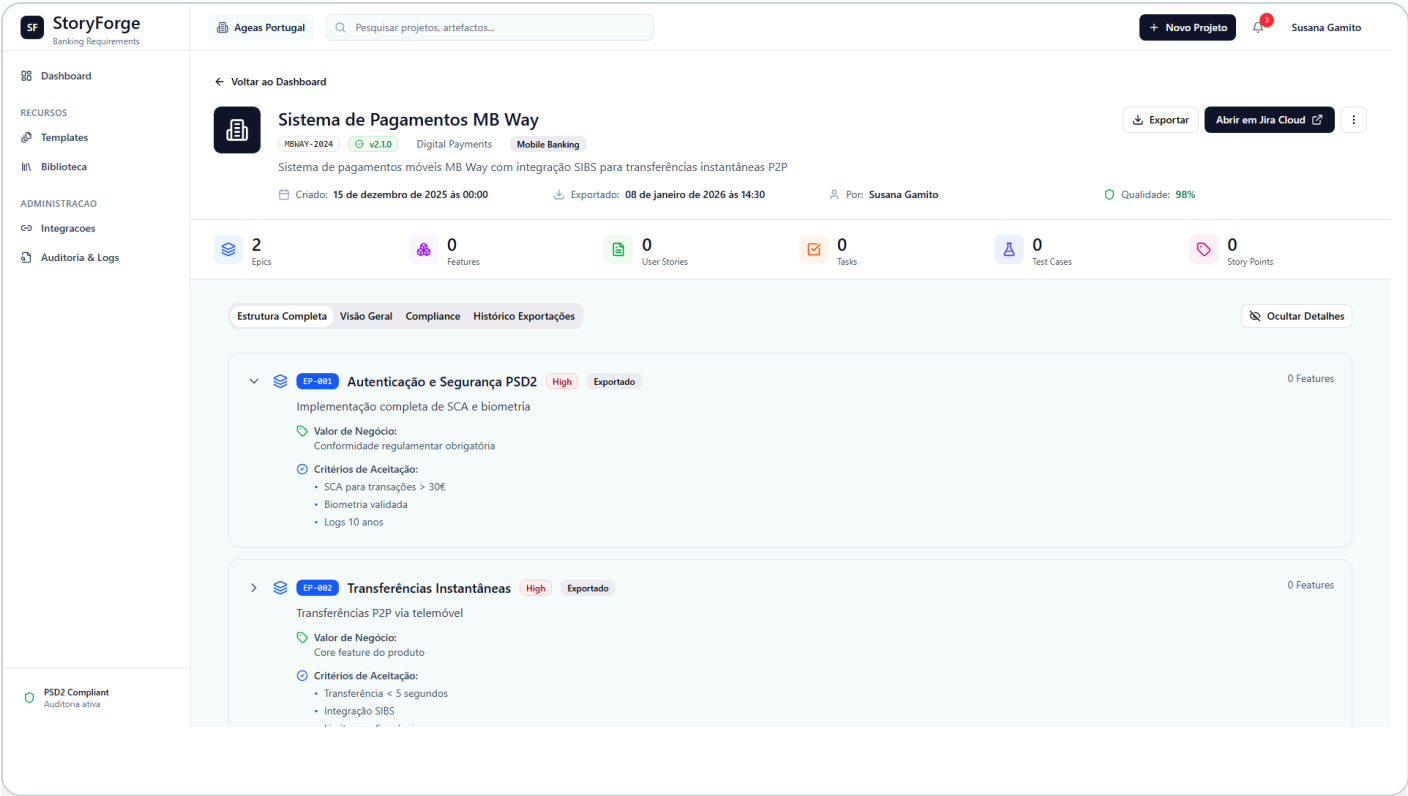 SF
StoryForge
Banking Requirements
Ageas Portugal
Pesquisar projetos, artefactos...
+ Novo Projeto
3
Susana Gamito
Dashboard
RECURSOS
Templates
Biblioteca
ADMINISTRACAO
Integracoes
Auditoria & Logs
PSD2 Compliant
Auditoria ativa
← Voltar ao Dashboard
Sistema de Pagamentos MB Way
MBWAY-2024 v2.1.0 Digital Payments Mobile Banking
Sistema de pagamentos móveis MB Way com integração SIBS para transferências instantâneas P2P
Criado: 15 de dezembro de 2025 às 00:00 Exportado: 08 de janeiro de 2026 às 14:30 Por: Susana Gamito Qualidade: 98%
Exportar
Abrir em Jira Cloud
2
Epics
0
Features
0
User Stories
0
Tasks
0
Test Cases
0
Story Points
Estrutura Completa Visão Geral Compliance Histórico Exportações
Ocultar Detalhes
EP-001 Autenticação e Segurança PSD2 High Exportado 0 Features
Implementação completa de SCA e biometria
Valor de Negócio:
Conformidade regulamentar obrigatória
Critérios de Aceitação:
• SCA para transações > 30€
• Biometria validada
• Logs 10 anos
EP-002 Transferências Instantâneas High Exportado 0 Features
Transferências P2P via telemóvel
Valor de Negócio:
Core feature do produto
Critérios de Aceitação:
• Transferência < 5 segundos
• Integração SIBS